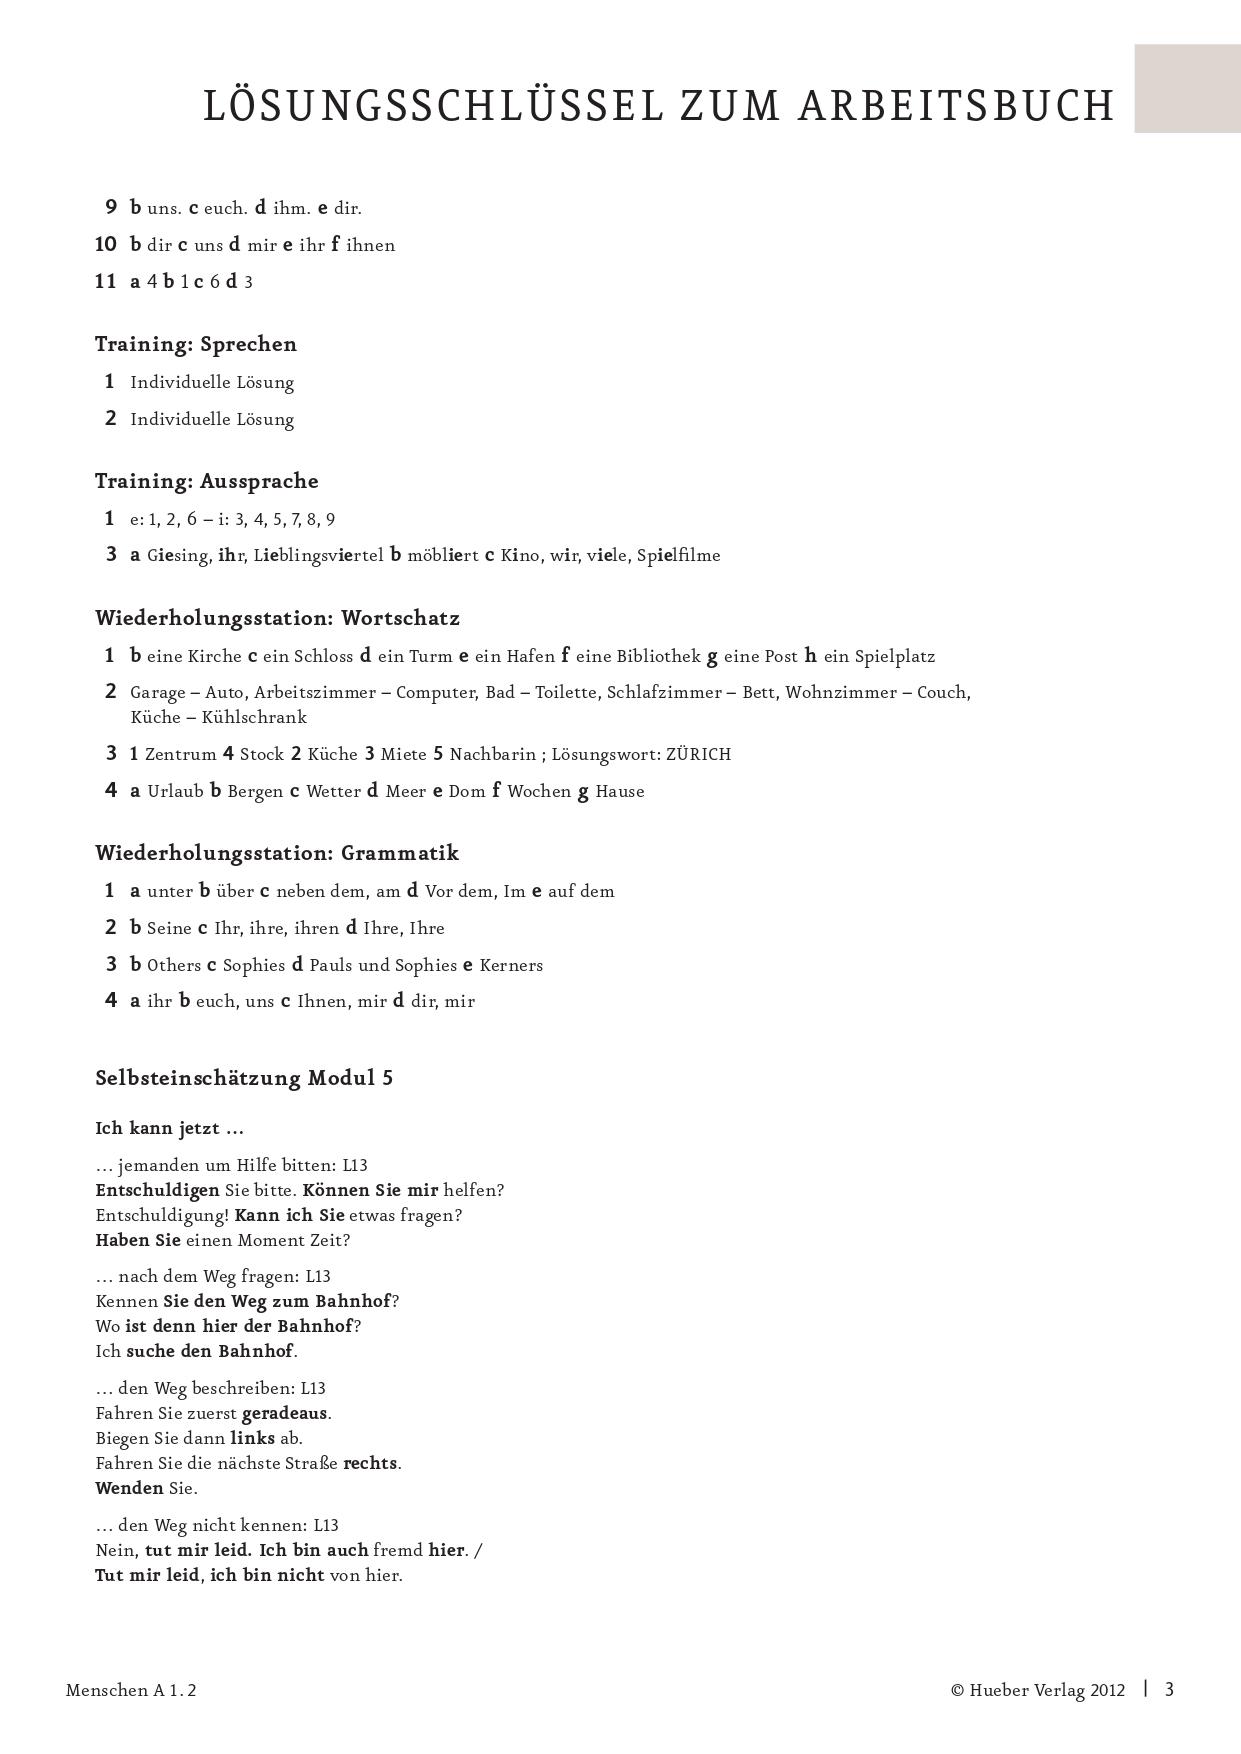 LÖSUNGSSCHLÜSSEL ZUM ARBEITSBUCH
9 b uns. c euch. d ihm. e dir.
10 b dir c uns d mir e ihr f ihnen
11 a 4 b 1 c 6 d 3
Training: Sprechen
1 Individuelle Lösung
2 Individuelle Lösung
Training: Aussprache
1 e: 1, 2, 6 – i: 3, 4, 5, 7, 8, 9
3 a Giesing, ihr, Lieblingsviertel b möbliert c Kino, wir, viele, Spielfilme
Wiederholungsstation: Wortschatz
1 b eine Kirche c ein Schloss d ein Turm e ein Hafen f eine Bibliothek g eine Post h ein Spielplatz
2 Garage – Auto, Arbeitszimmer – Computer, Bad – Toilette, Schlafzimmer – Bett, Wohnzimmer – Couch,
Küche – Kühlschrank
3 1 Zentrum 4 Stock 2 Küche 3 Miete 5 Nachbarin ; Lösungswort: ZÜRICH
4 a Urlaub b Bergen c Wetter d Meer e Dom f Wochen g Hause
Wiederholungsstation: Grammatik
1 a unter b über c neben dem, am d Vor dem, Im e auf dem
2 b Seine c Ihr, ihre, ihren d Ihre, Ihre
3 b Others c Sophies d Pauls und Sophies e Kerners
4 a ihr b euch, uns c Ihnen, mir d dir, mir
Selbsteinschätzung Modul 5
Ich kann jetzt …
… jemanden um Hilfe bitten: L13
Entschuldigen Sie bitte. Können Sie mir helfen?
Entschuldigung! Kann ich Sie etwas fragen?
Haben Sie einen Moment Zeit?
… nach dem Weg fragen: L13
Kennen Sie den Weg zum Bahnhof?
Wo ist denn hier der Bahnhof?
Ich suche den Bahnhof.
… den Weg beschreiben: L13
Fahren Sie zuerst geradeaus.
Biegen Sie dann links ab.
Fahren Sie die nächste Straße rechts.
Wenden Sie.
… den Weg nicht kennen: L13
Nein, tut mir leid. Ich bin auch fremd hier. /
Tut mir leid, ich bin nicht von hier.
Menschen A 1.2 © Hueber Verlag 2012 | 3